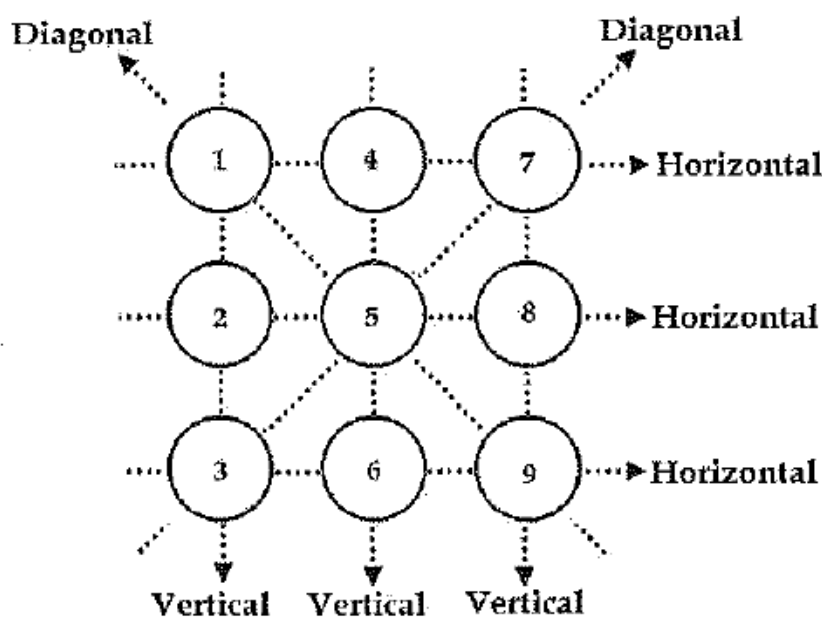 Diagonal Diagonal
1 4 7 Horizontal
2 5 8 Horizontal
3 6 9 Horizontal
Vertical Vertical Vertical